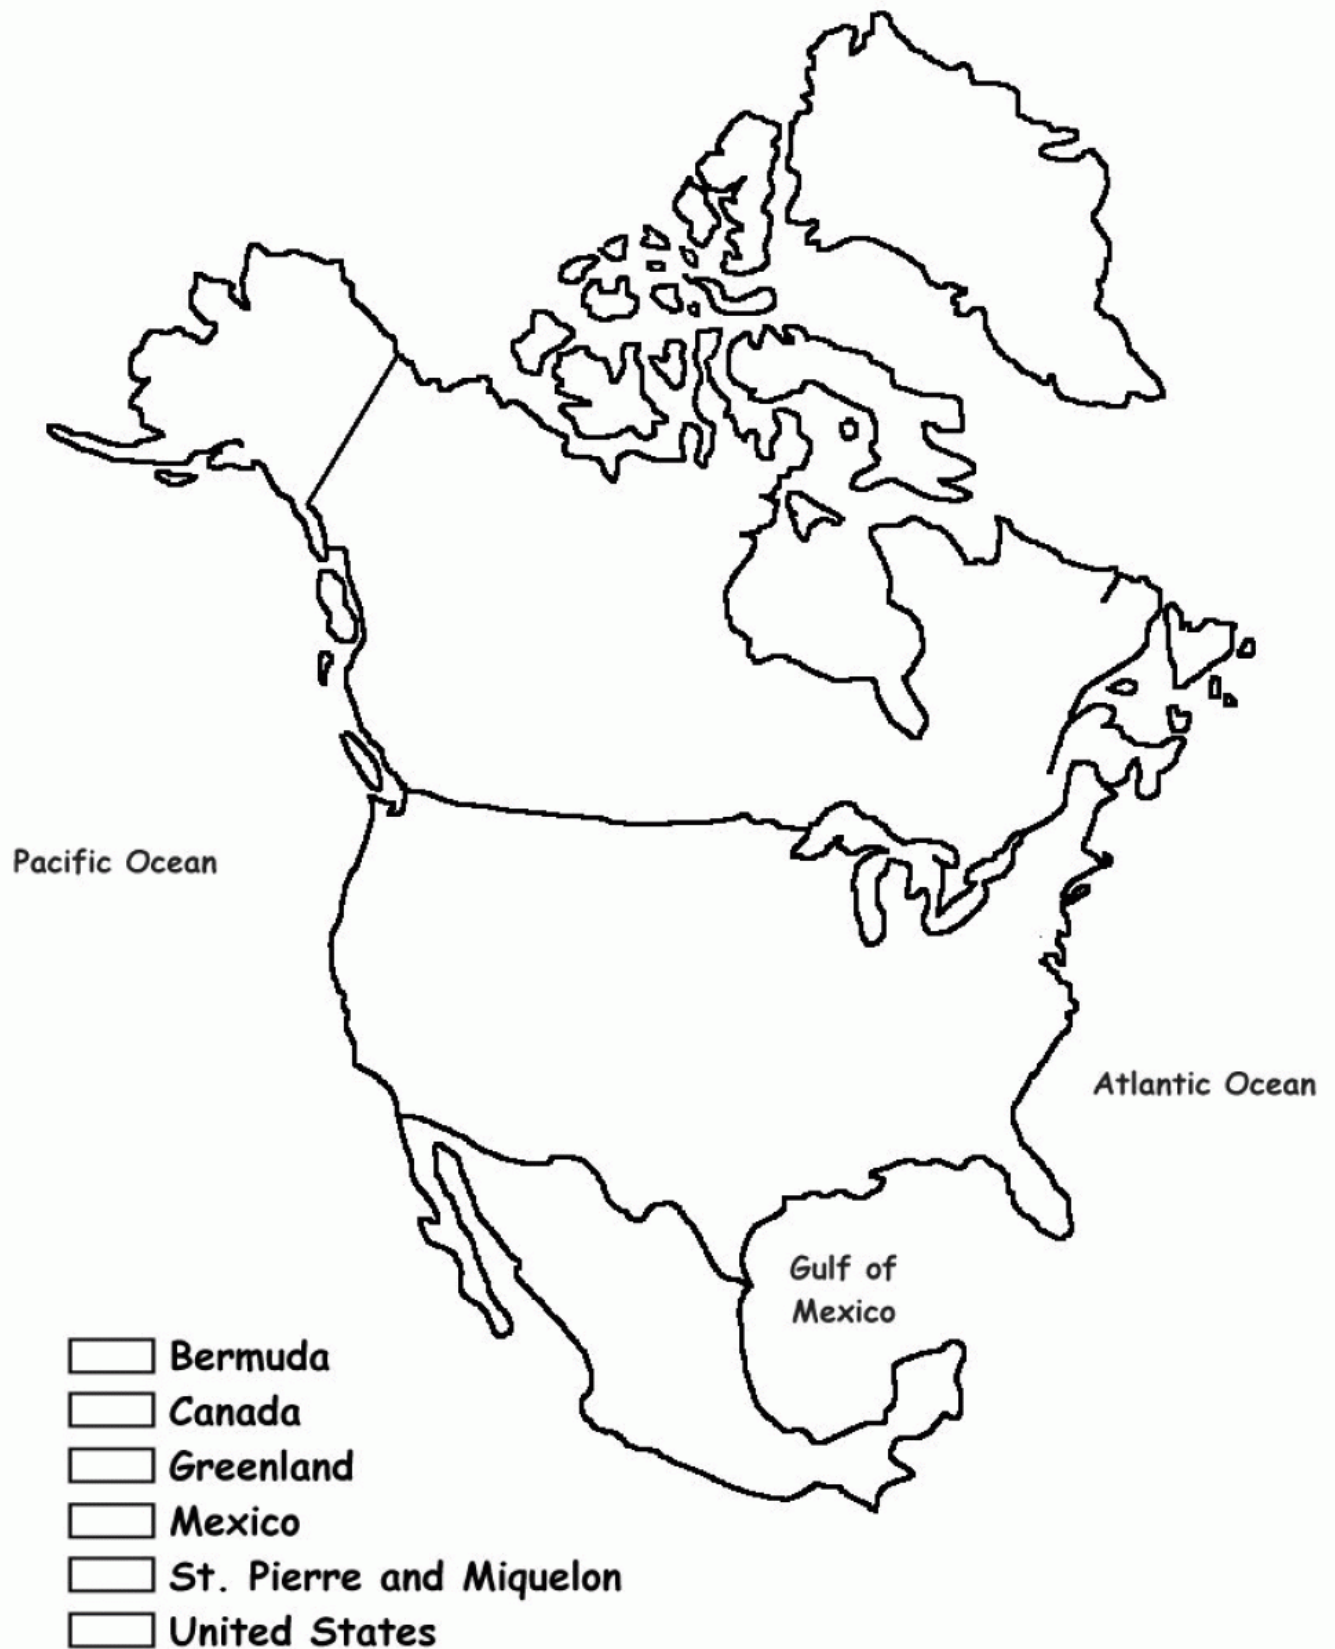 Pacific Ocean
Atlantic Ocean
Gulf of
Mexico
Bermuda
Canada
Greenland
Mexico
St. Pierre and Miquelon
United States